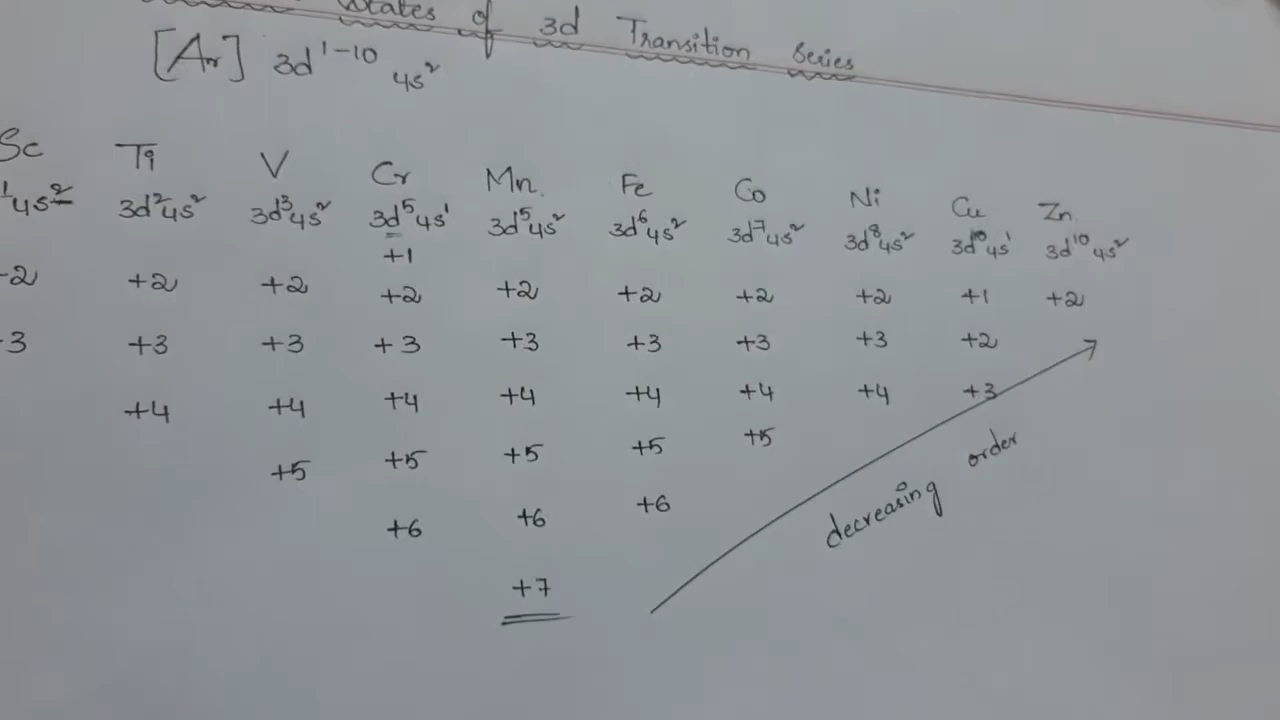 States of 3d Transition Series
[Ar] 3d¹⁻¹⁰ 4s²
Sc Ti V Cr Mn. Fe Co Ni Cu Zn.
¹4s² 3d²4s² 3d³4s² 3d⁵4s¹ 3d⁵4s² 3d⁶4s² 3d⁷4s² 3d⁸4s² 3d¹⁰4s¹ 3d¹⁰4s²
+1
+2 +2 +2 +2 +2 +2 +2 +2 +1 +2
3 +3 +3 +3 +3 +3 +3 +3 +2
+4 +4 +4 +4 +4 +4 +4 +3
+5 +5 +5 +5 +5
+6 +6 +6
+7
decreasing order